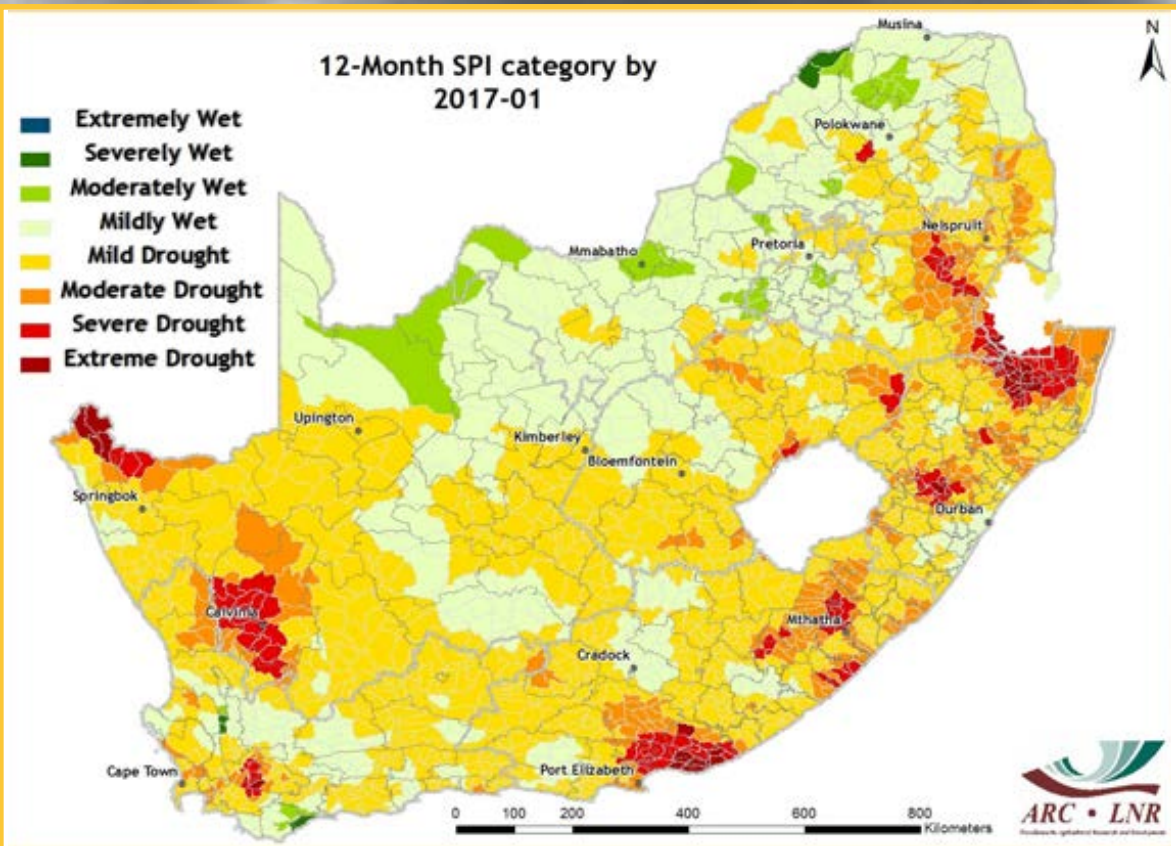 12-Month SPI category by
2017-01
N
Extremely Wet
Severely Wet
Moderately Wet
Mildly Wet
Mild Drought
Moderate Drought
Severe Drought
Extreme Drought
Musina
Polokwane
Nelspruit
Pretoria
Mmabatho
Upington
Kimberley
Bloemfontein
Springbok
Durban
Calvinia
Mthatha
Cradock
Cape Town
Port Elizabeth
0 100 200 400 600 800
Kilometers
ARC • LNR